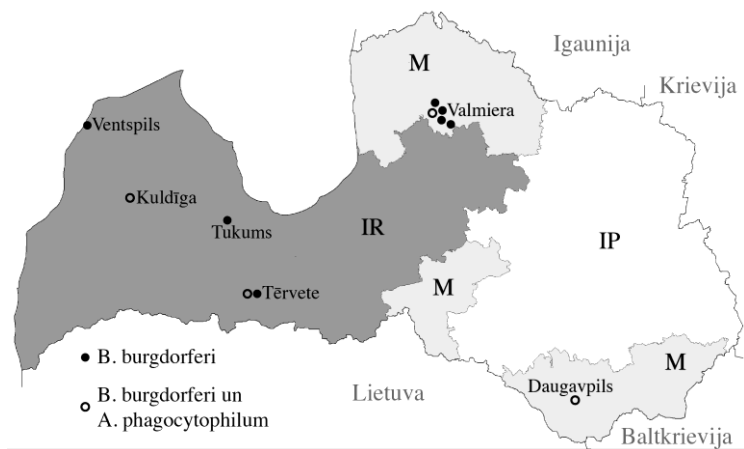 Igaunija
M
Krievija
Valmiera
Ventspils
Kuldīga
Tukums
IR
IP
M
Tērvete
B. burgdorferi
M
Lietuva
Daugavpils
B. burgdorferi un
A. phagocytophilum
Baltkrievija